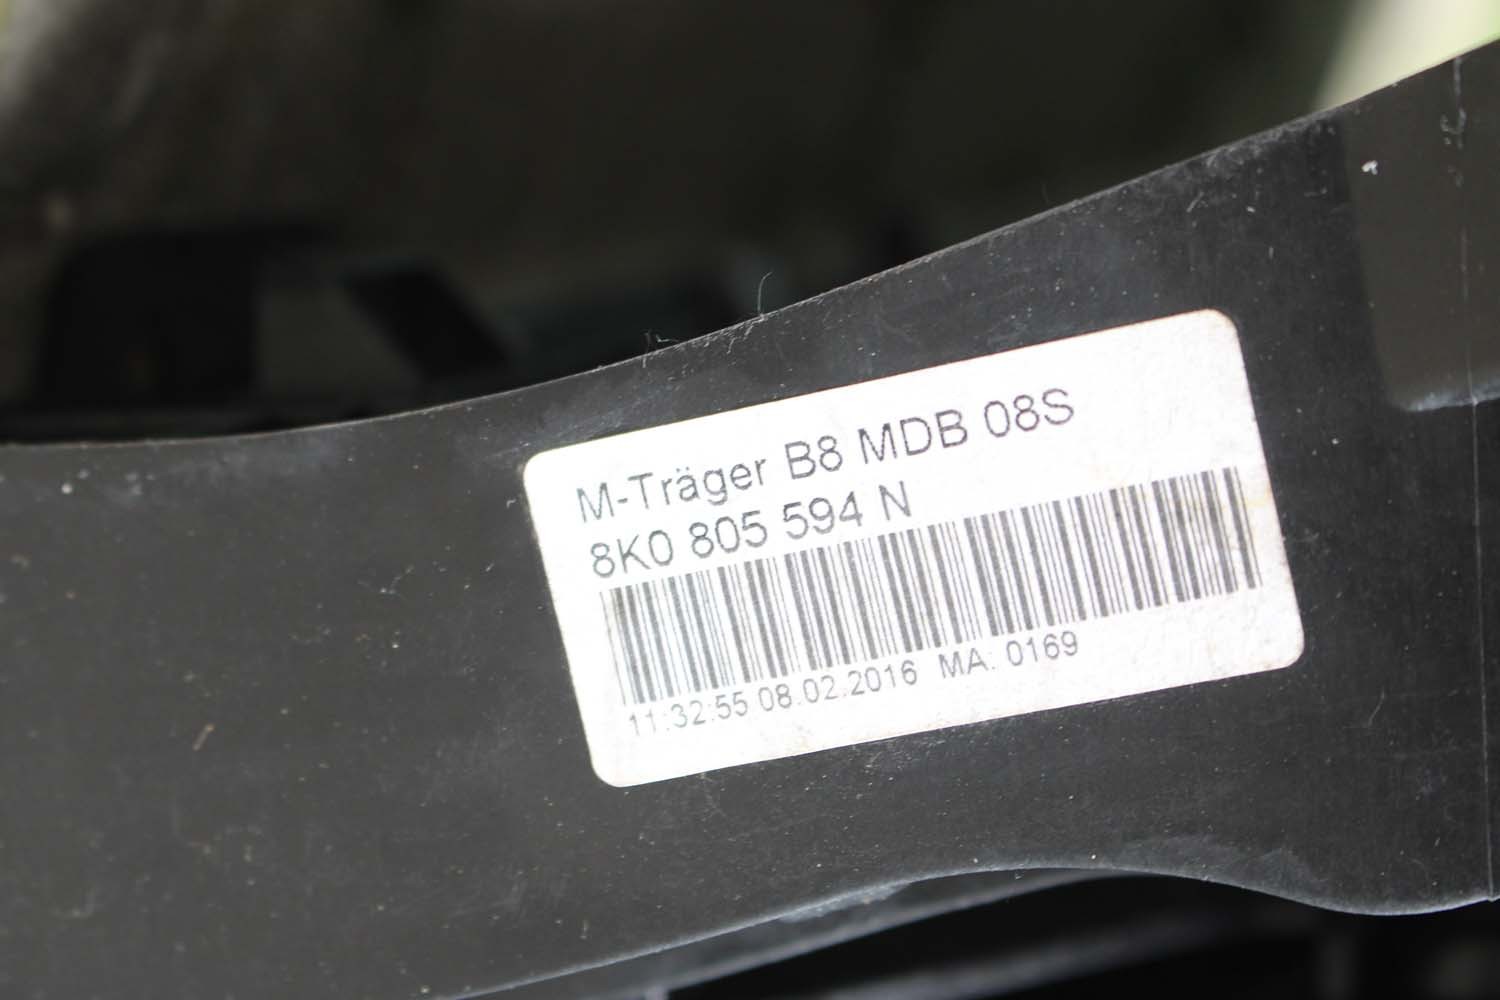 M-Träger B8 MDB 08S
8K0 805 594 N
11:32:55 08.02.2016 MA: 0169